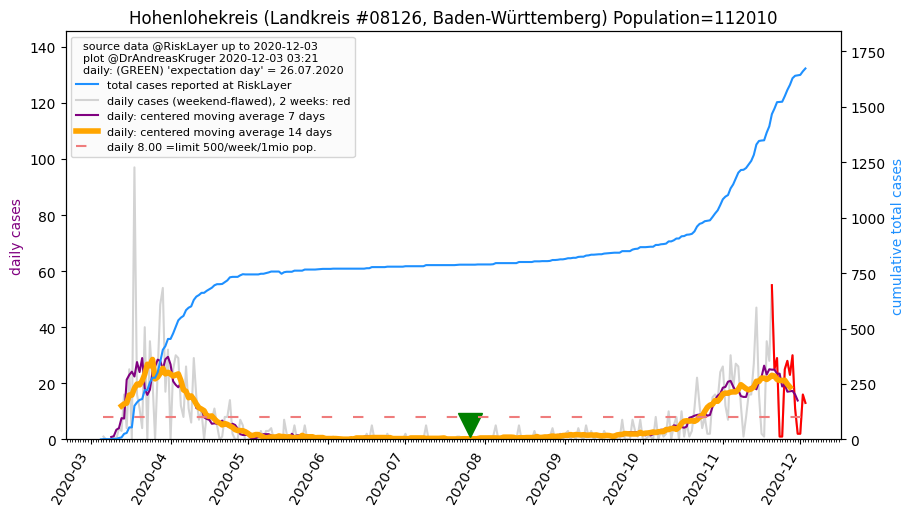 Hohenlohekreis (Landkreis #08126, Baden-Württemberg) Population=112010
source data @RiskLayer up to 2020-12-03
plot @DrAndreasKruger 2020-12-03 03:21
daily: (GREEN) 'expectation day' = 26.07.2020
total cases reported at RiskLayer
daily cases (weekend-flawed), 2 weeks: red
daily: centered moving average 7 days
daily: centered moving average 14 days
daily 8.00 =limit 500/week/1mio pop.
daily cases
140
120
100
80
60
40
20
0
cumulative total cases
1750
1500
1250
1000
750
500
250
0
2020-03
2020-04
2020-05
2020-06
2020-07
2020-08
2020-09
2020-10
2020-11
2020-12